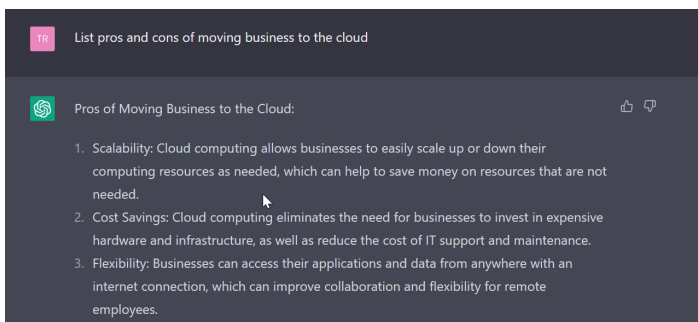 TR
List pros and cons of moving business to the cloud
Pros of Moving Business to the Cloud:
1. Scalability: Cloud computing allows businesses to easily scale up or down their
computing resources as needed, which can help to save money on resources that are not
needed.
2. Cost Savings: Cloud computing eliminates the need for businesses to invest in expensive
hardware and infrastructure, as well as reduce the cost of IT support and maintenance.
3. Flexibility: Businesses can access their applications and data from anywhere with an
internet connection, which can improve collaboration and flexibility for remote
employees.